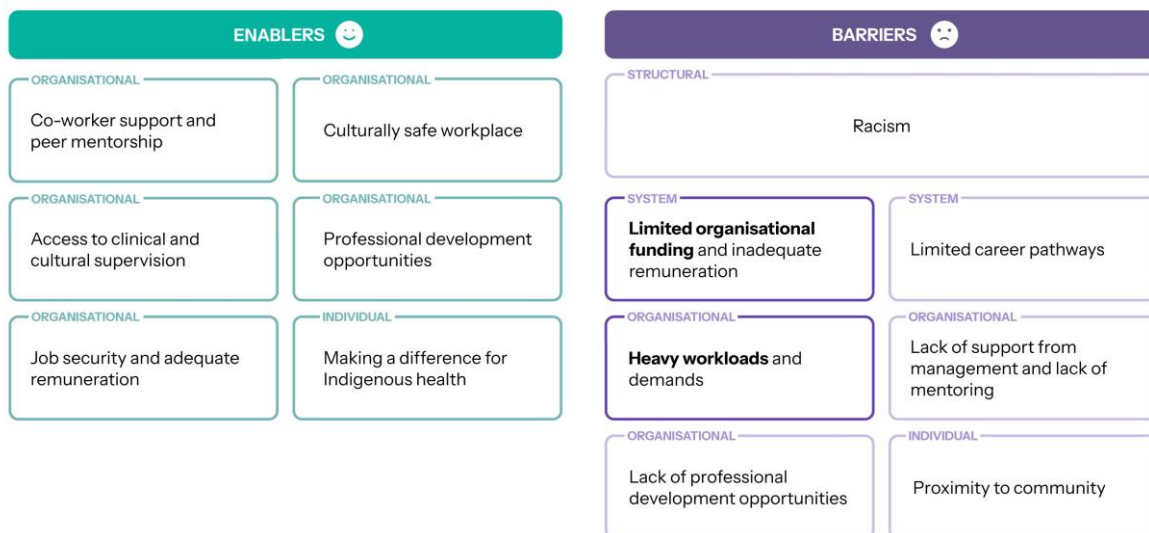 ENABLERS
ORGANISATIONAL
Co-worker support and
peer mentorship
ORGANISATIONAL
Culturally safe workplace
ORGANISATIONAL
Access to clinical and
cultural supervision
ORGANISATIONAL
Professional development
opportunities
ORGANISATIONAL
Job security and adequate
remuneration
INDIVIDUAL
Making a difference for
Indigenous health
BARRIERS
STRUCTURAL
Racism
SYSTEM
Limited organisational
funding and inadequate
remuneration
SYSTEM
Limited career pathways
ORGANISATIONAL
Heavy workloads and
demands
ORGANISATIONAL
Lack of support from
management and lack of
mentoring
ORGANISATIONAL
Lack of professional
development opportunities
INDIVIDUAL
Proximity to community